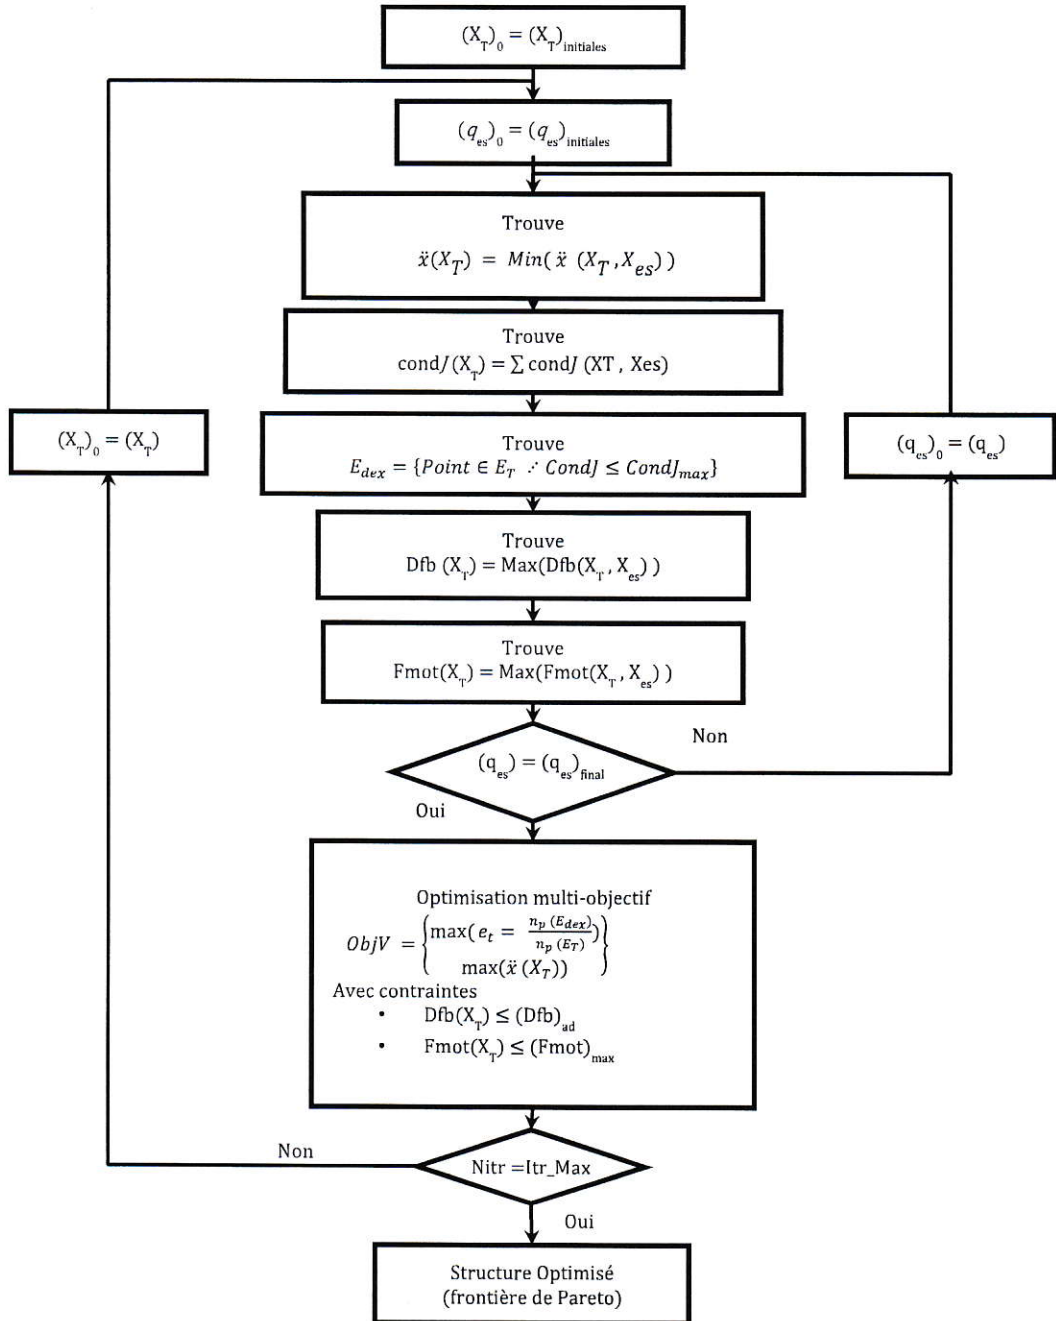 (X_T)_0 = (X_T)_initiales
(q_es)_0 = (q_es)_initiales
Trouve
ẍ(X_T) = Min( ẍ (X_T , X_es) )
Trouve
condJ(X_T) = ∑ condJ (XT , Xes)
(X_T)_0 = (X_T)
Trouve
E_dex = {Point ∈ E_T ⋰ CondJ ≤ CondJ_max}
(q_es)_0 = (q_es)
Trouve
Dfb (X_T) = Max(Dfb(X_T , X_es) )
Trouve
Fmot(X_T) = Max(Fmot(X_T , X_es) )
(q_es) = (q_es)_final
Non
Oui
Optimisation multi-objectif
ObjV = { max( e_t = n_p (E_dex) / n_p (E_T) )
max(ẍ (X_T)) }
Avec contraintes
• Dfb(X_T) ≤ (Dfb)_ad
• Fmot(X_T) ≤ (Fmot)_max
Non
Nitr =Itr_Max
Oui
Structure Optimisé
(frontière de Pareto)